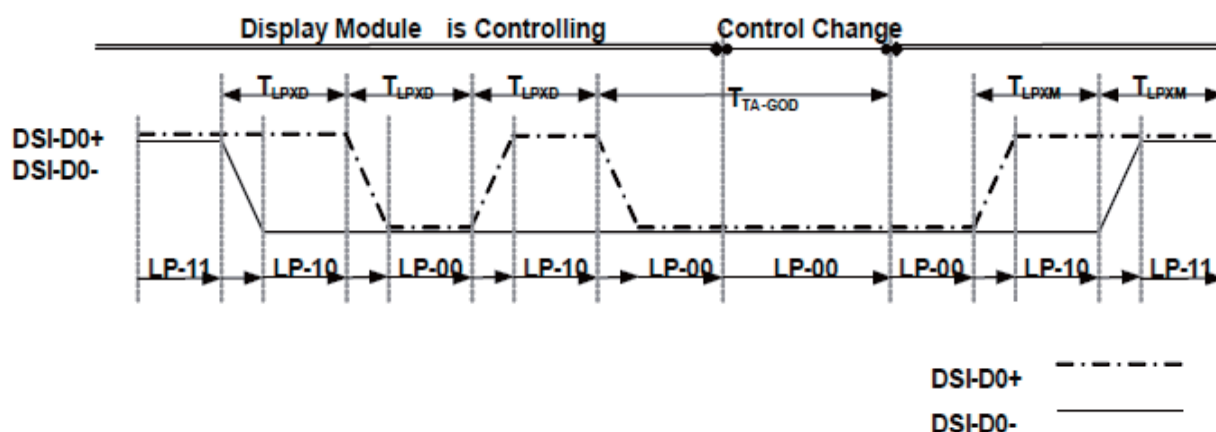 Display Module is Controlling Control Change
TLPXD TLPXD TLPXD TTA-GOD TLPXM TLPXM
DSI-D0+
DSI-D0-
LP-11 LP-10 LP-00 LP-10 LP-00 LP-00 LP-00 LP-10 LP-11
DSI-D0+
DSI-D0-